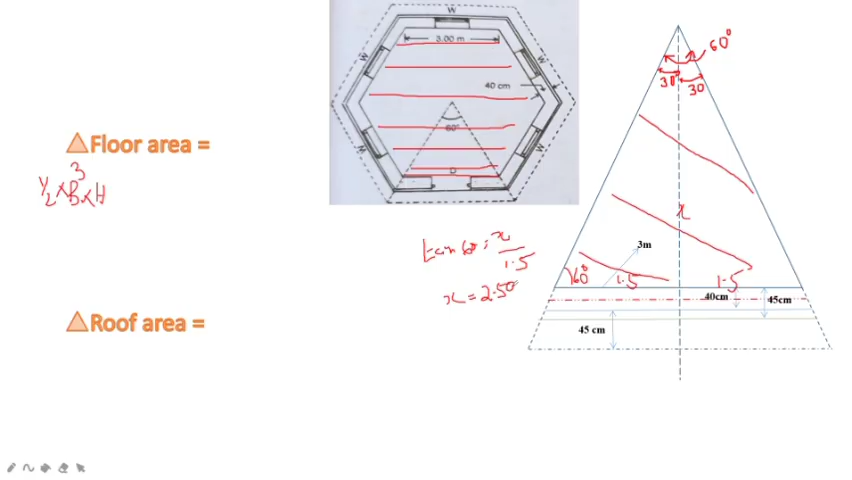 W
3.00 m
W
W
40 cm
60°
W
W
D
60°
30°
30
Floor area =
½ × B × H
3
x
tan 60 = x / 1.5
3m
60°
1.5
1.5
x = 2.598
40cm
45cm
Roof area =
45 cm